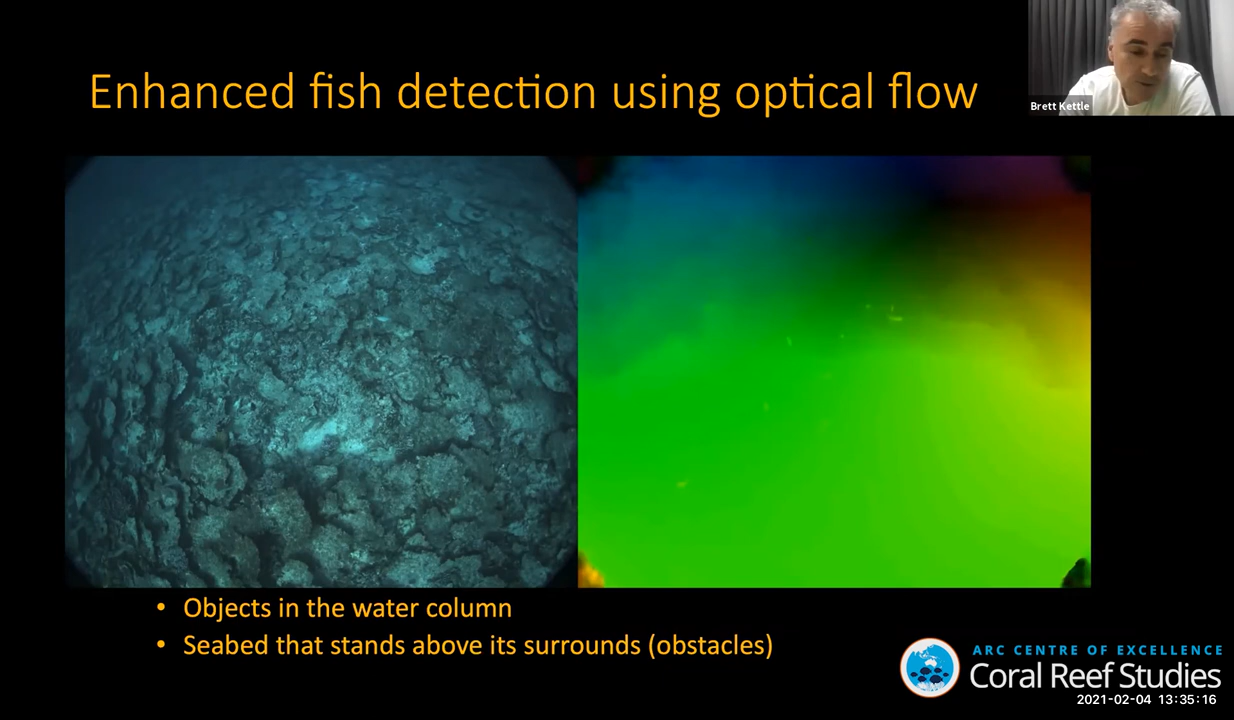 Enhanced fish detection using optical flow
Brett Kettle
• Objects in the water column
• Seabed that stands above its surrounds (obstacles)
ARC CENTRE OF EXCELLENCE
Coral Reef Studies
2021-02-04 13:35:16